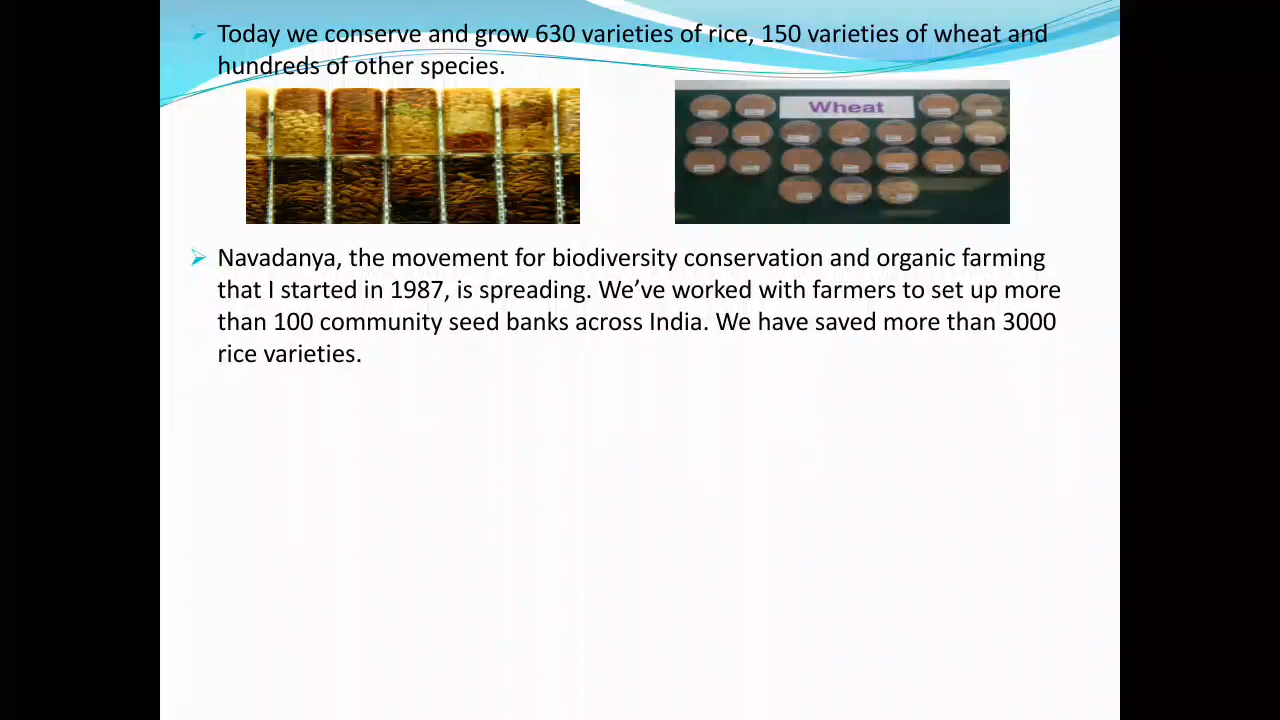 Today we conserve and grow 630 varieties of rice, 150 varieties of wheat and
hundreds of other species.
Wheat
Navadanya, the movement for biodiversity conservation and organic farming
that I started in 1987, is spreading. We’ve worked with farmers to set up more
than 100 community seed banks across India. We have saved more than 3000
rice varieties.